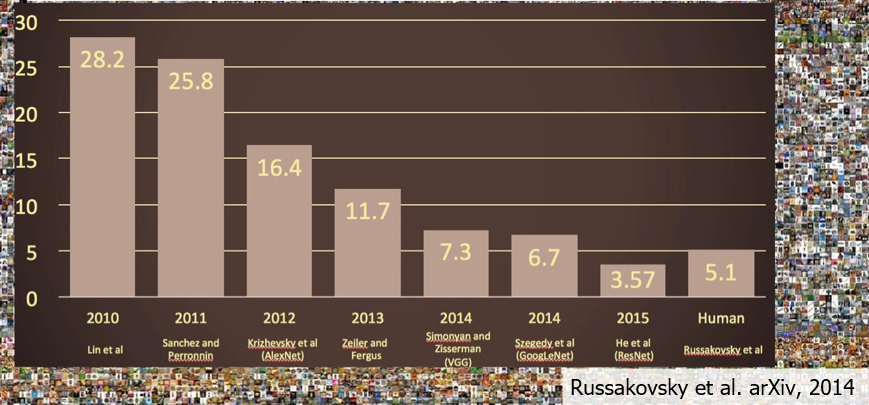 30
25
20
15
10
5
0
28.2
25.8
16.4
11.7
7.3
6.7
3.57
5.1
2010
2011
2012
2013
2014
2014
2015
Human
Lin et al
Sanchez and
Perronnin
Krizhevsky et al
(AlexNet)
Zeiler and
Fergus
Simonyan and
Zisserman
(VGG)
Szegedy et al
(GoogLeNet)
He et al
(ResNet)
Russakovsky et al
Russakovsky et al. arXiv, 2014